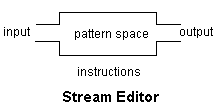 input
pattern space
output
instructions
Stream Editor